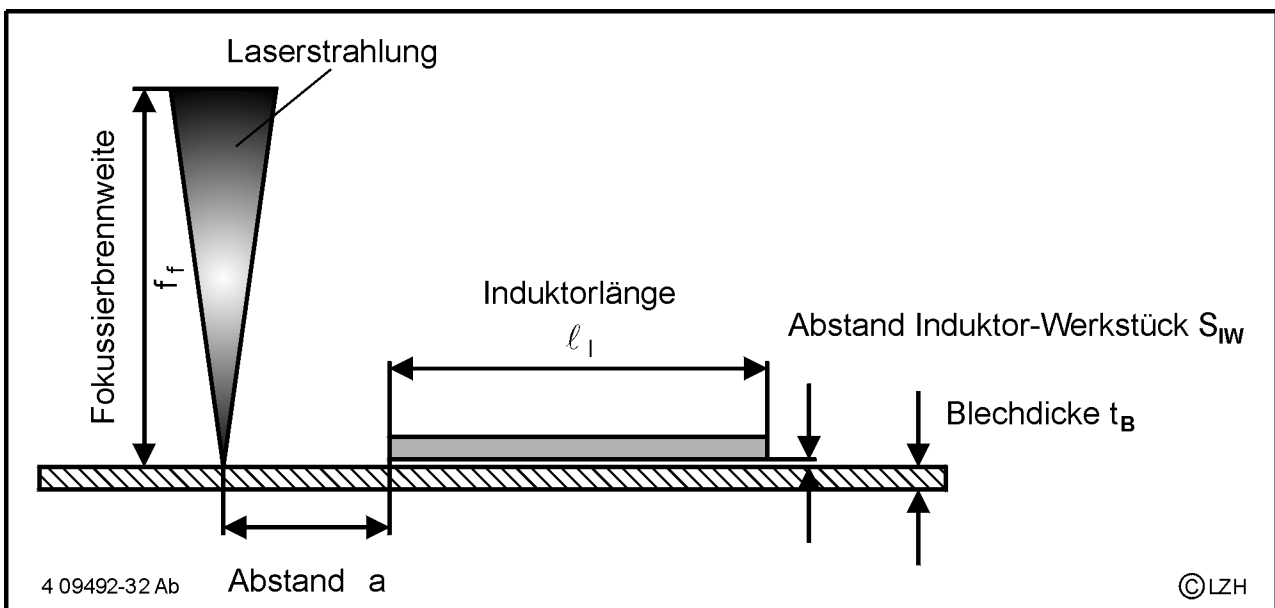 Laserstrahlung
Fokussierbrennweite
f_f
Induktorlänge
ℓ_I
Abstand Induktor-Werkstück S_IW
Blechdicke t_B
Abstand a
4 09492-32 Ab
© LZH